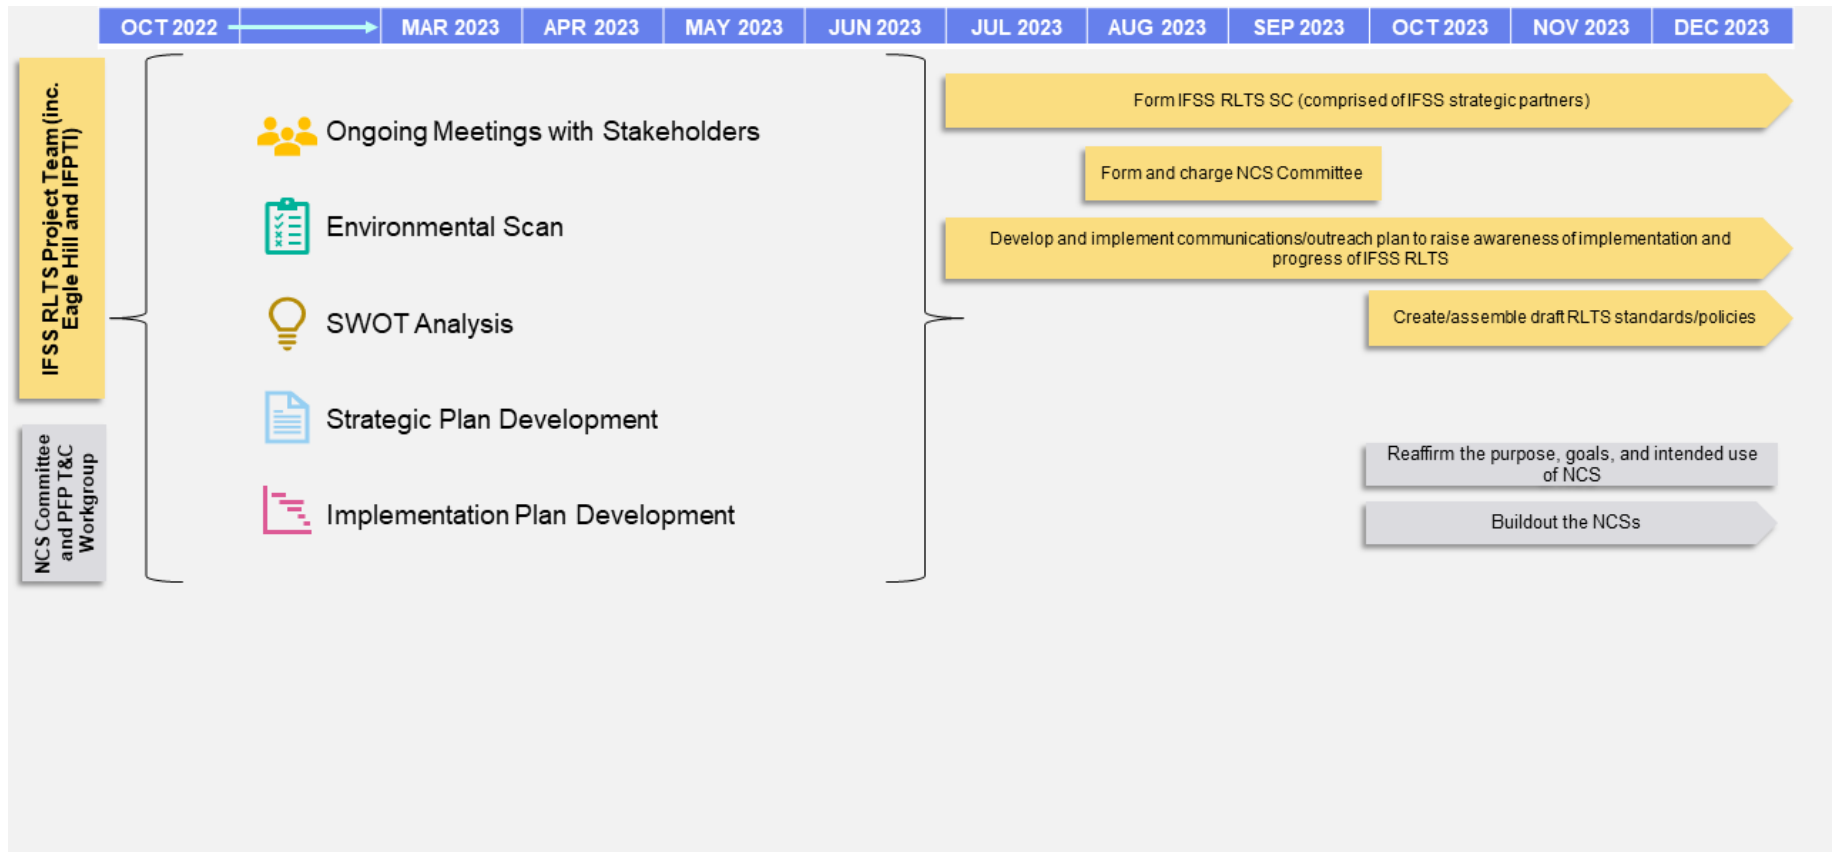 OCT 2022
MAR 2023
APR 2023
MAY 2023
JUN 2023
JUL 2023
AUG 2023
SEP 2023
OCT 2023
NOV 2023
DEC 2023
IFSS RLTS Project Team (inc.
Eagle Hill and IFPTI)
Ongoing Meetings with Stakeholders
Environmental Scan
SWOT Analysis
Strategic Plan Development
Implementation Plan Development
Form IFSS RLTS SC (comprised of IFSS strategic partners)
Form and charge NCS Committee
Develop and implement communications/outreach plan to raise awareness of implementation and
progress of IFSS RLTS
Create/assemble draft RLTS standards/policies
NCS Committee
and PFP T&C
Workgroup
Reaffirm the purpose, goals, and intended use
of NCS
Buildout the NCSs